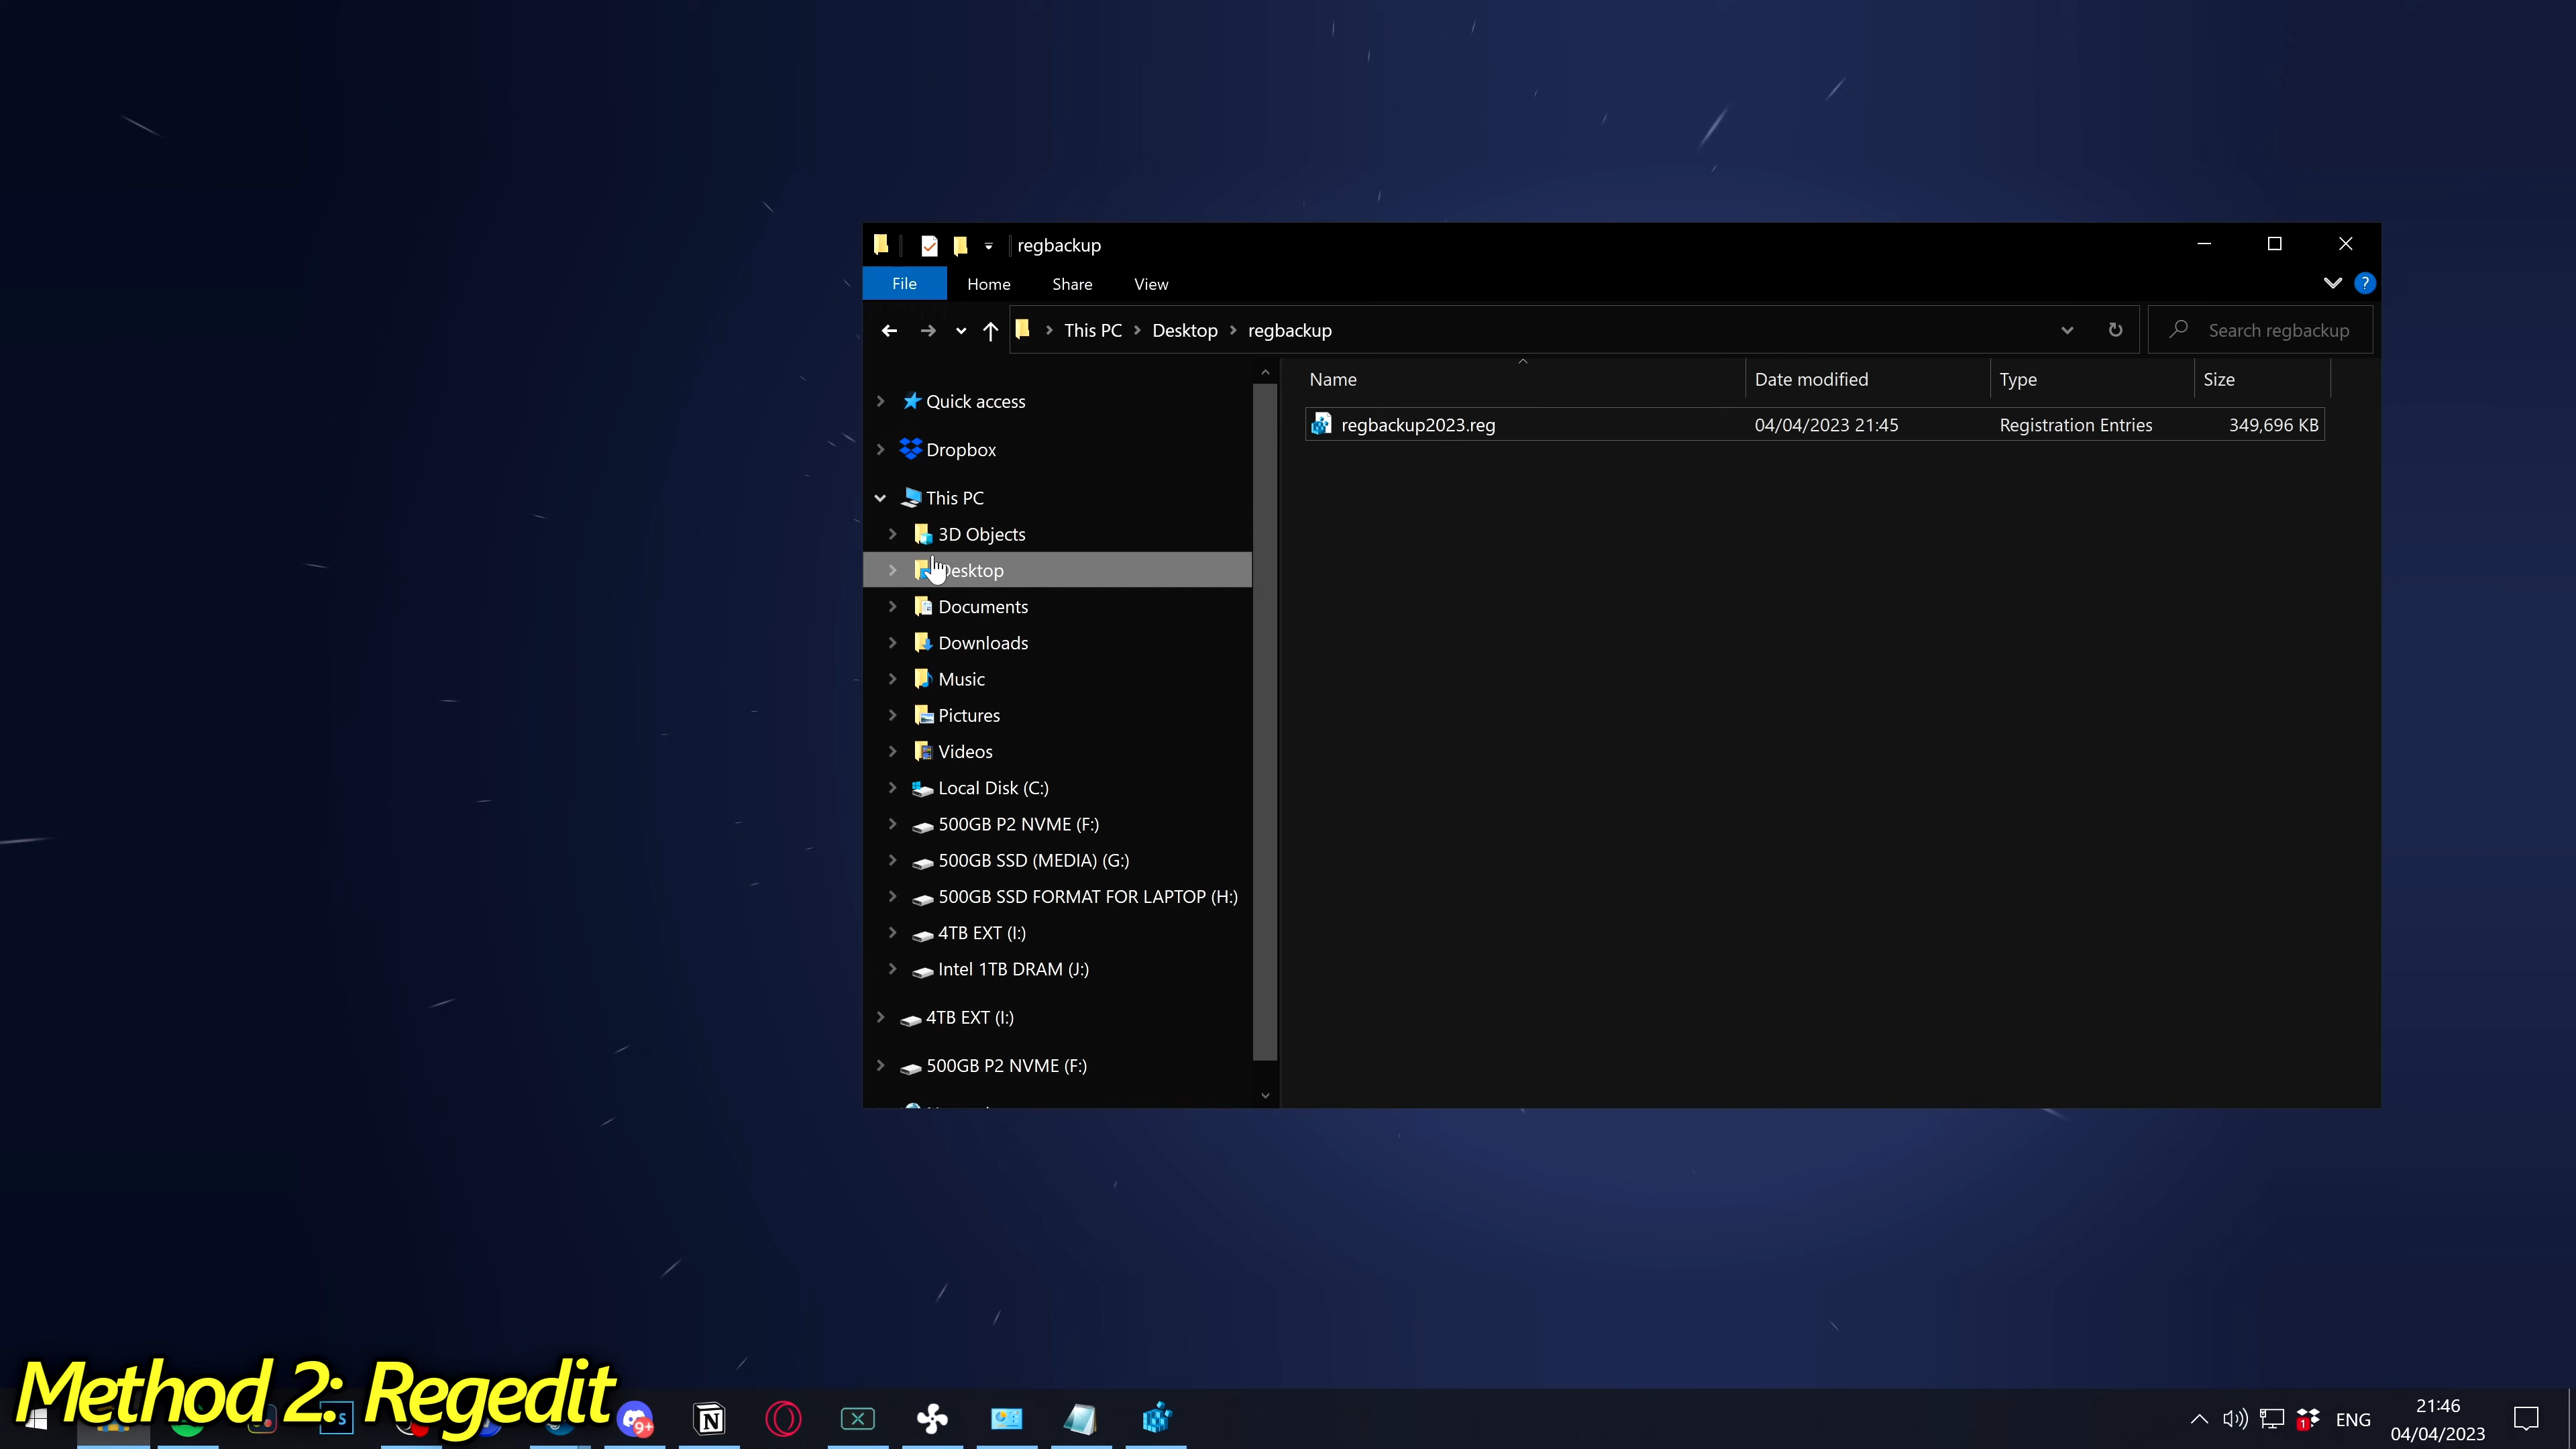 regbackup
File Home Share View
This PC Desktop regbackup
Search regbackup
Name Date modified Type Size
regbackup2023.reg 04/04/2023 21:45 Registration Entries 349,696 KB
Quick access
Dropbox
This PC
3D Objects
Desktop
Documents
Downloads
Music
Pictures
Videos
Local Disk (C:)
500GB P2 NVME (F:)
500GB SSD (MEDIA) (G:)
500GB SSD FORMAT FOR LAPTOP (H:)
4TB EXT (I:)
Intel 1TB DRAM (J:)
4TB EXT (I:)
500GB P2 NVME (F:)
Method 2: Regedit
9+
1
ENG
21:46
04/04/2023